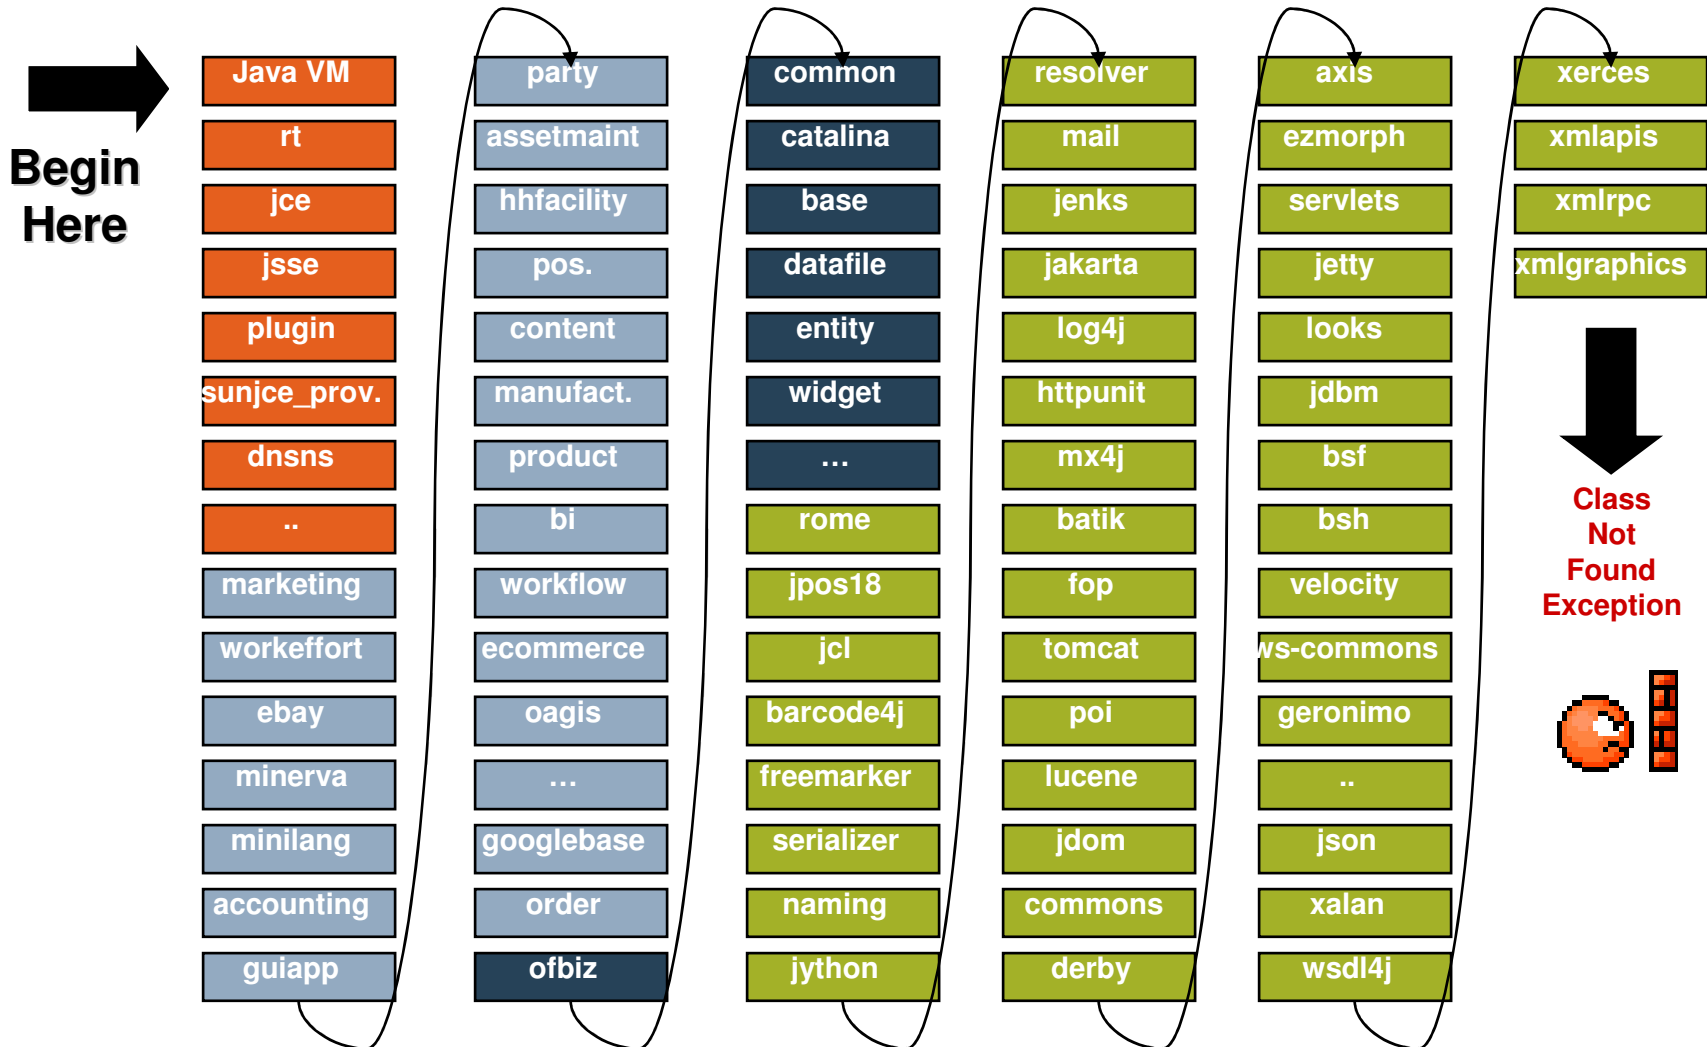 Begin
Here
Java VM
rt
jce
jsse
plugin
sunjce_prov.
dnsns
..
marketing
workeffort
ebay
minerva
minilang
accounting
guiapp
party
assetmaint
hhfacility
pos.
content
manufact.
product
bi
workflow
ecommerce
oagis
...
googlebase
order
ofbiz
common
catalina
base
datafile
entity
widget
...
rome
jpos18
jcl
barcode4j
freemarker
serializer
naming
jython
resolver
mail
jenks
jakarta
log4j
httpunit
mx4j
batik
fop
tomcat
poi
lucene
jdom
commons
derby
axis
ezmorph
servlets
jetty
looks
jdbm
bsf
bsh
velocity
ws-commons
geronimo
..
json
xalan
wsdl4j
xerces
xmlapis
xmlrpc
xmlgraphics
Class
Not
Found
Exception